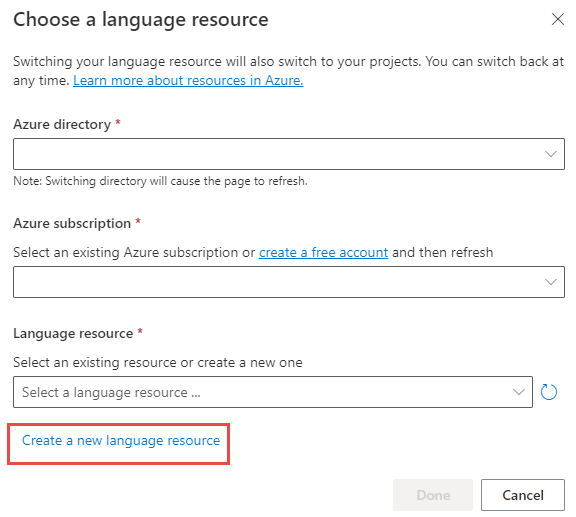 Choose a language resource
Switching your language resource will also switch to your projects. You can switch back at
any time. Learn more about resources in Azure.
Azure directory *
Note: Switching directory will cause the page to refresh.
Azure subscription *
Select an existing Azure subscription or create a free account and then refresh
Language resource *
Select an existing resource or create a new one
Select a language resource ...
Create a new language resource
Done
Cancel